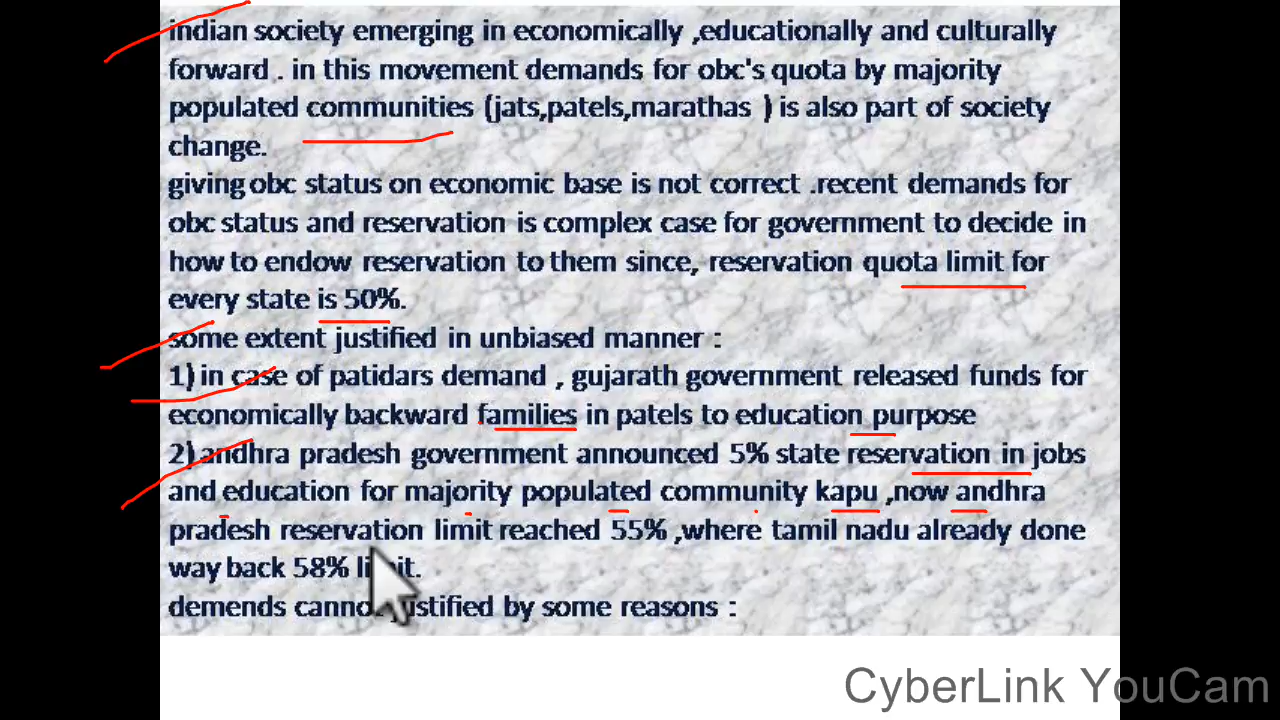 indian society emerging in economically ,educationally and culturally
forward . in this movement demands for obc's quota by majority
populated communities (jats,patels,marathas ) is also part of society
change.
giving obc status on economic base is not correct .recent demands for
obc status and reservation is complex case for government to decide in
how to endow reservation to them since, reservation quota limit for
every state is 50%.
some extent justified in unbiased manner :
1) in case of patidars demand , gujarath government released funds for
economically backward families in patels to education purpose
2) andhra pradesh government announced 5% state reservation in jobs
and education for majority populated community kapu ,now andhra
pradesh reservation limit reached 55% ,where tamil nadu already done
way back 58% limit.
demends cannot justified by some reasons :
CyberLink YouCam